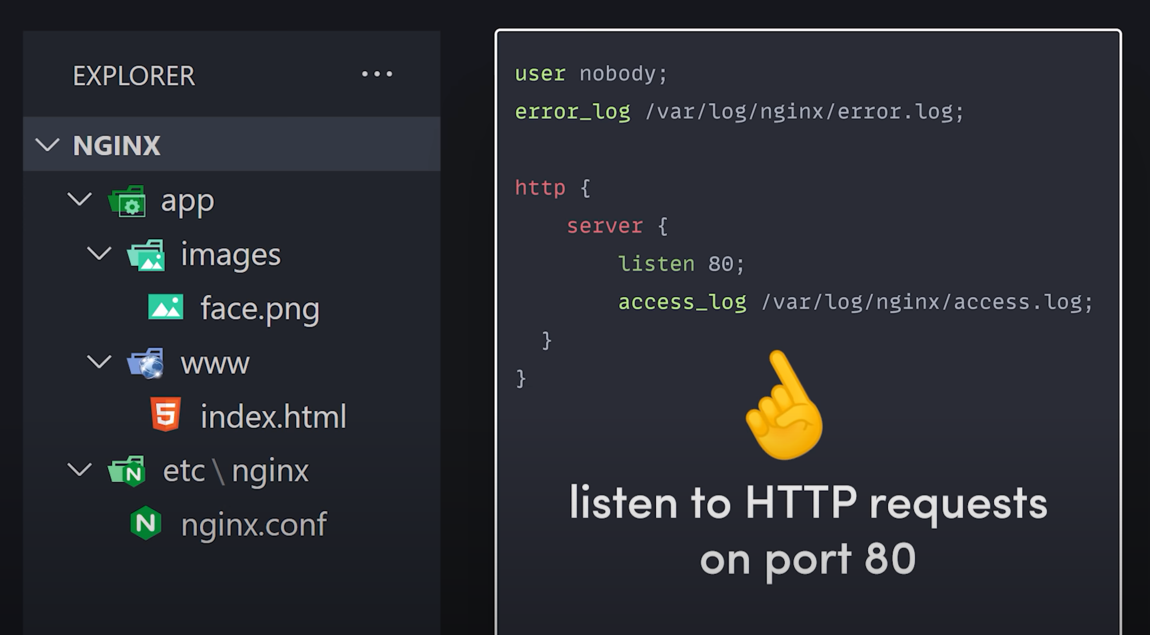 EXPLORER ...
NGINX
app
images
face.png
www
index.html
etc \ nginx
nginx.conf
user nobody;
error_log /var/log/nginx/error.log;
http {
server {
listen 80;
access_log /var/log/nginx/access.log;
}
}
listen to HTTP requests
on port 80